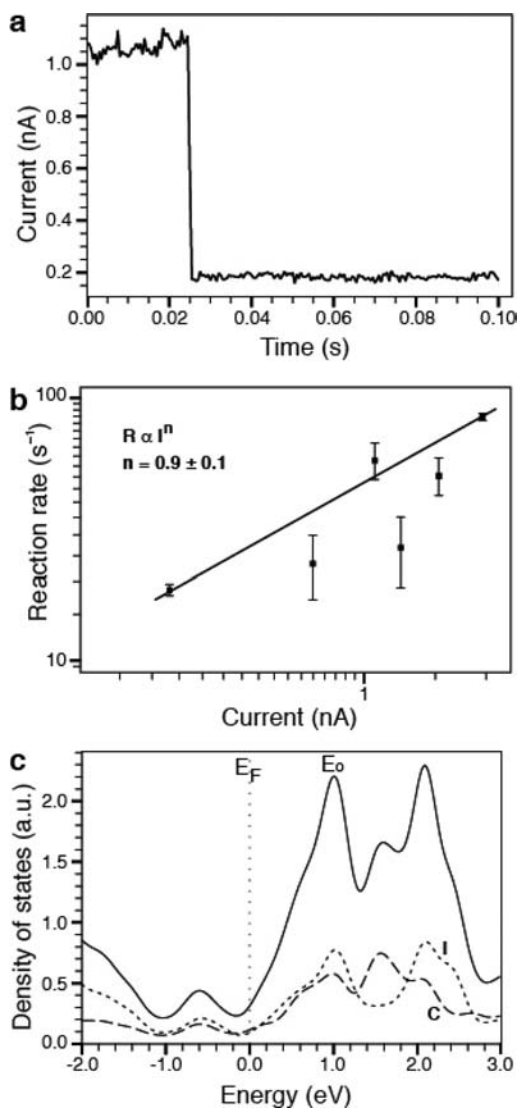 a
1.0
0.8
0.6
0.4
0.2
Current (nA)
0.00 0.02 0.04 0.06 0.08 0.10
Time (s)
b
100
10
Reaction rate (s⁻¹)
R α Iⁿ
n = 0.9 ± 0.1
1
Current (nA)
c
E_F
E₀
2.0
1.5
1.0
0.5
0.0
Density of states (a.u.)
I
C
-2.0 -1.0 0.0 1.0 2.0 3.0
Energy (eV)